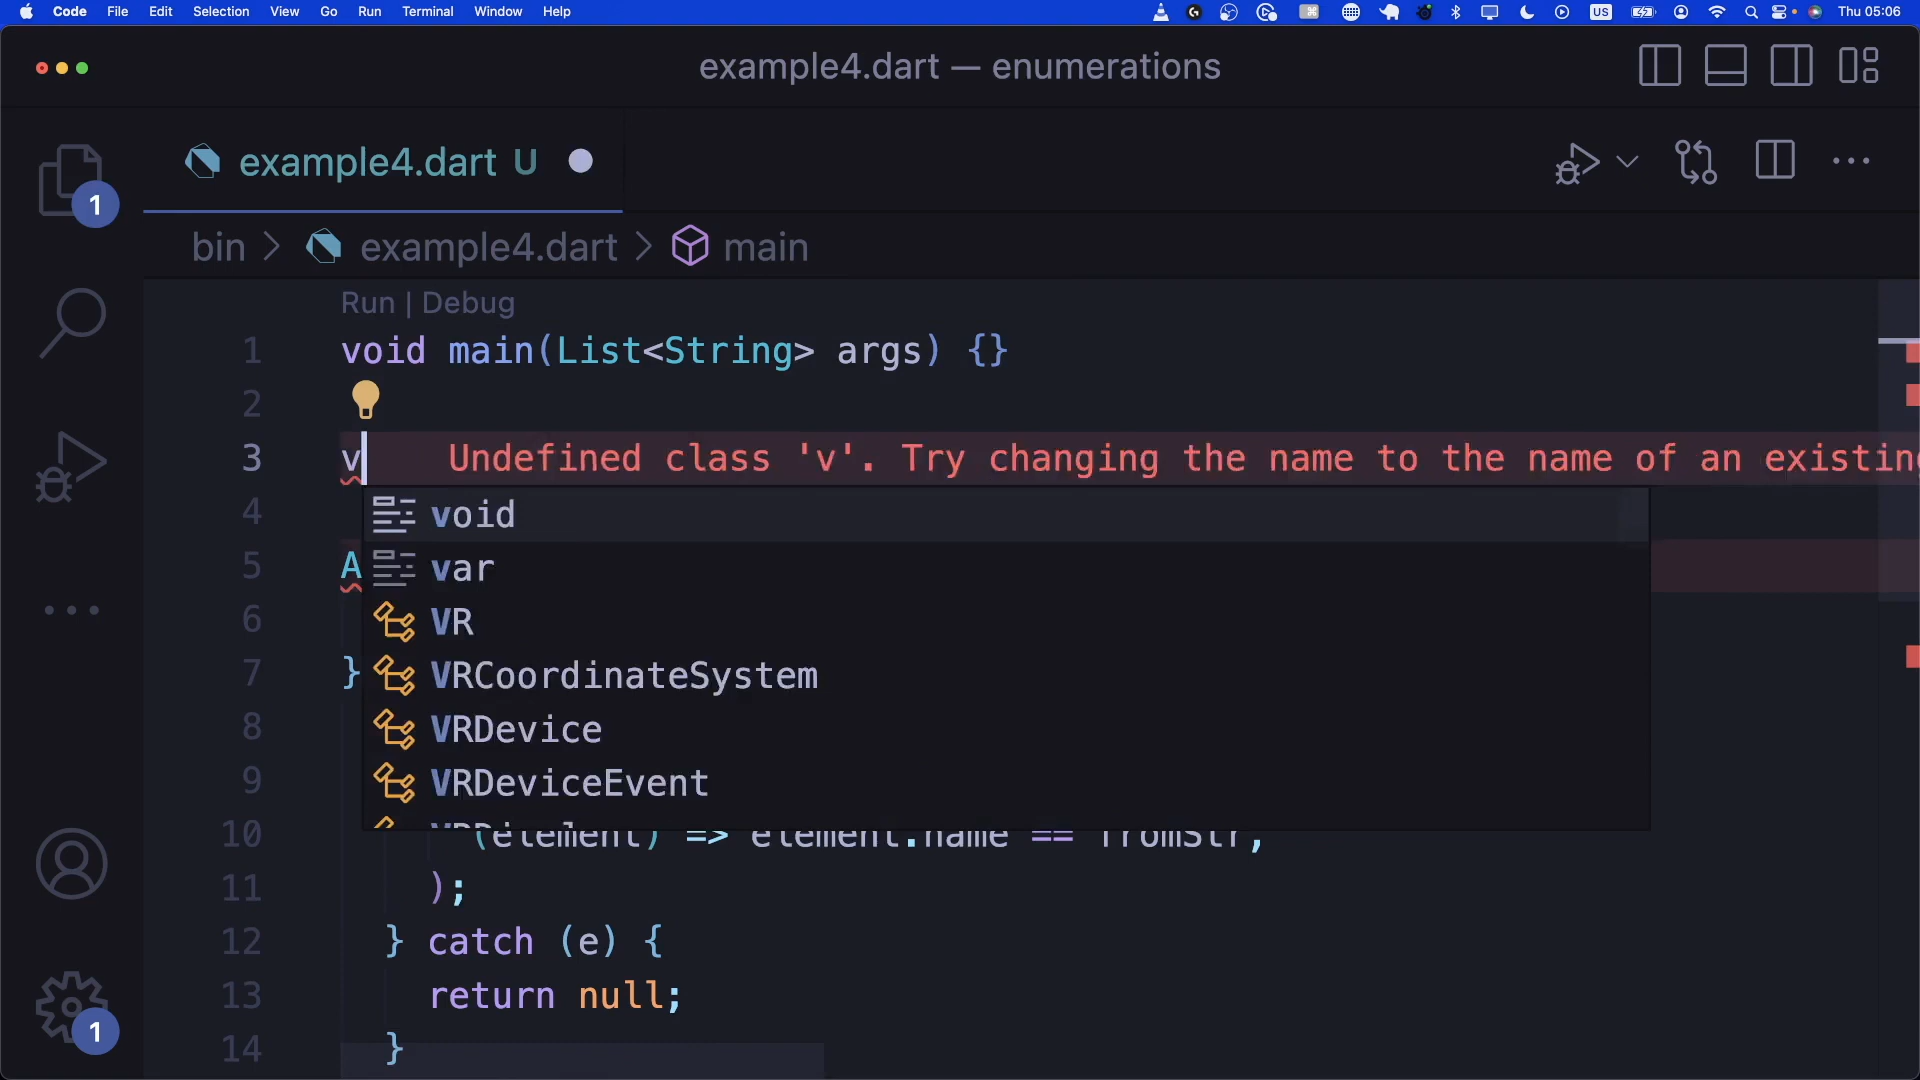 Code File Edit Selection View Go Run Terminal Window Help US Thu 05:06
example4.dart — enumerations
example4.dart U
1
bin > example4.dart > main
Run | Debug
1 void main(List<String> args) {}
2
3 v Undefined class 'v'. Try changing the name to the name of an existing
4 void
var
5 A
VR
6
VRCoordinateSystem
7 }
VRDevice
8
VRDeviceEvent
9
10 (element) => element.name == fromStr,
11 );
12 } catch (e) {
13 return null;
1
14 }